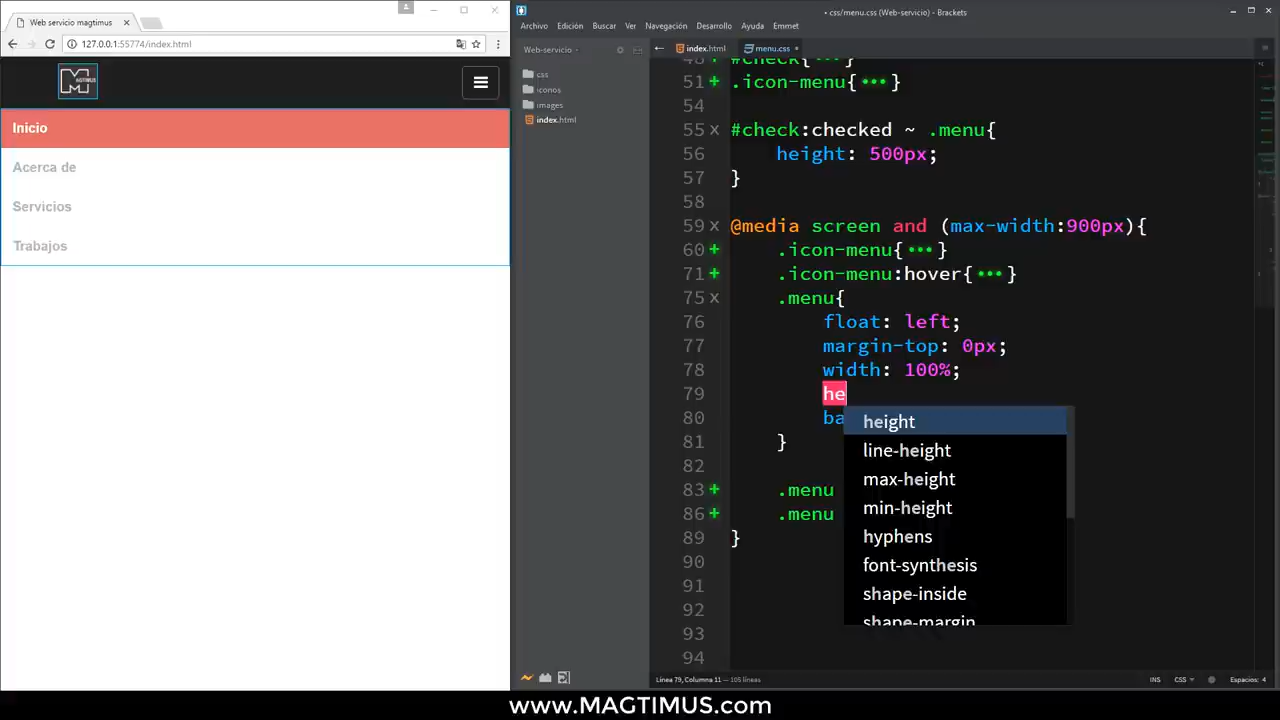 Web servicio magtimus
127.0.0.1:55774/index.html
MAGTIMUS
Inicio
Acerca de
Servicios
Trabajos
• css/menu.css (Web-servicio) - Brackets
Archivo Edición Buscar Ver Navegación Desarrollo Ayuda Emmet
Web-servicio
css
iconos
images
index.html
index.html menu.css •
48 + #check{•••}
51 + .icon-menu{•••}
54
55 x #check:checked ~ .menu{
56 height: 500px;
57 }
58
59 x @media screen and (max-width:900px){
60 + .icon-menu{•••}
71 + .icon-menu:hover{•••}
75 x .menu{
76 float: left;
77 margin-top: 0px;
78 width: 100%;
79 he
80 ba
81 }
82
83 + .menu
86 + .menu
89 }
90
91
92
93
94
height
line-height
max-height
min-height
hyphens
font-synthesis
shape-inside
shape-margin
Línea 79, Columna 11 — 105 líneas
INS CSS Espacios: 4
www.MAGTIMUS.com